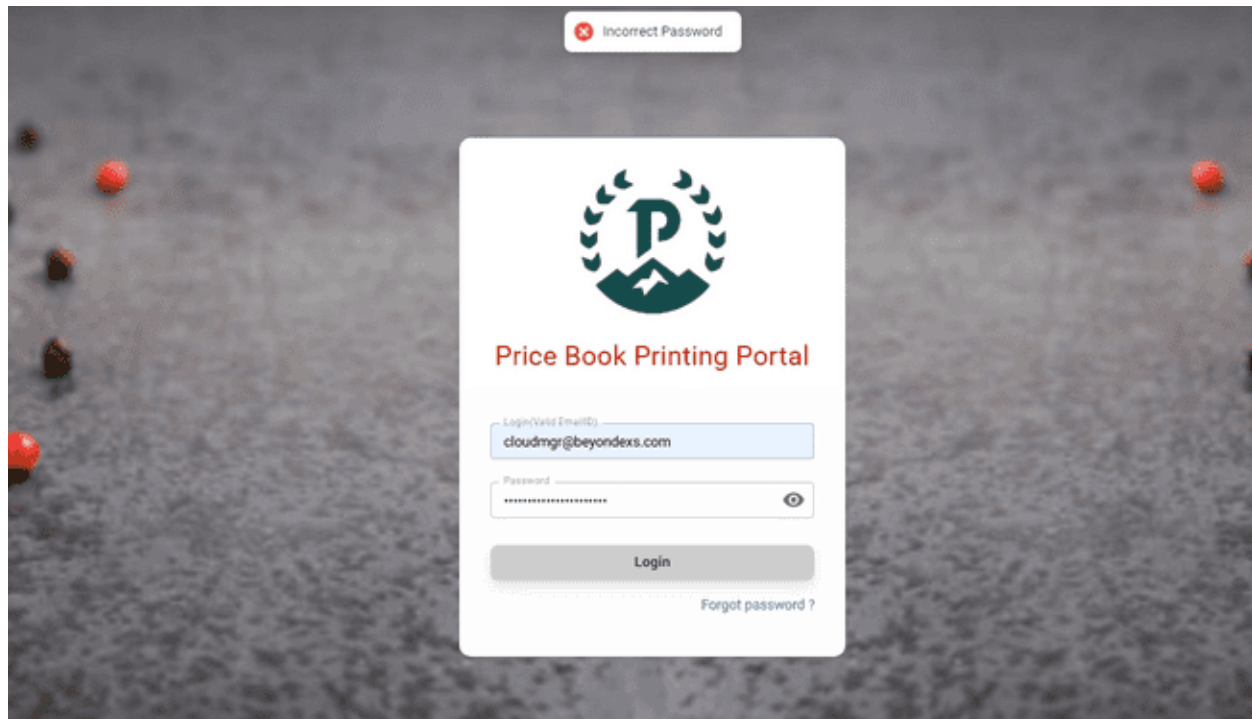 Incorrect Password
P
Price Book Printing Portal
Login(Valid EmailID)
cloudmgr@beyondexs.com
Password
Login
Forgot password ?